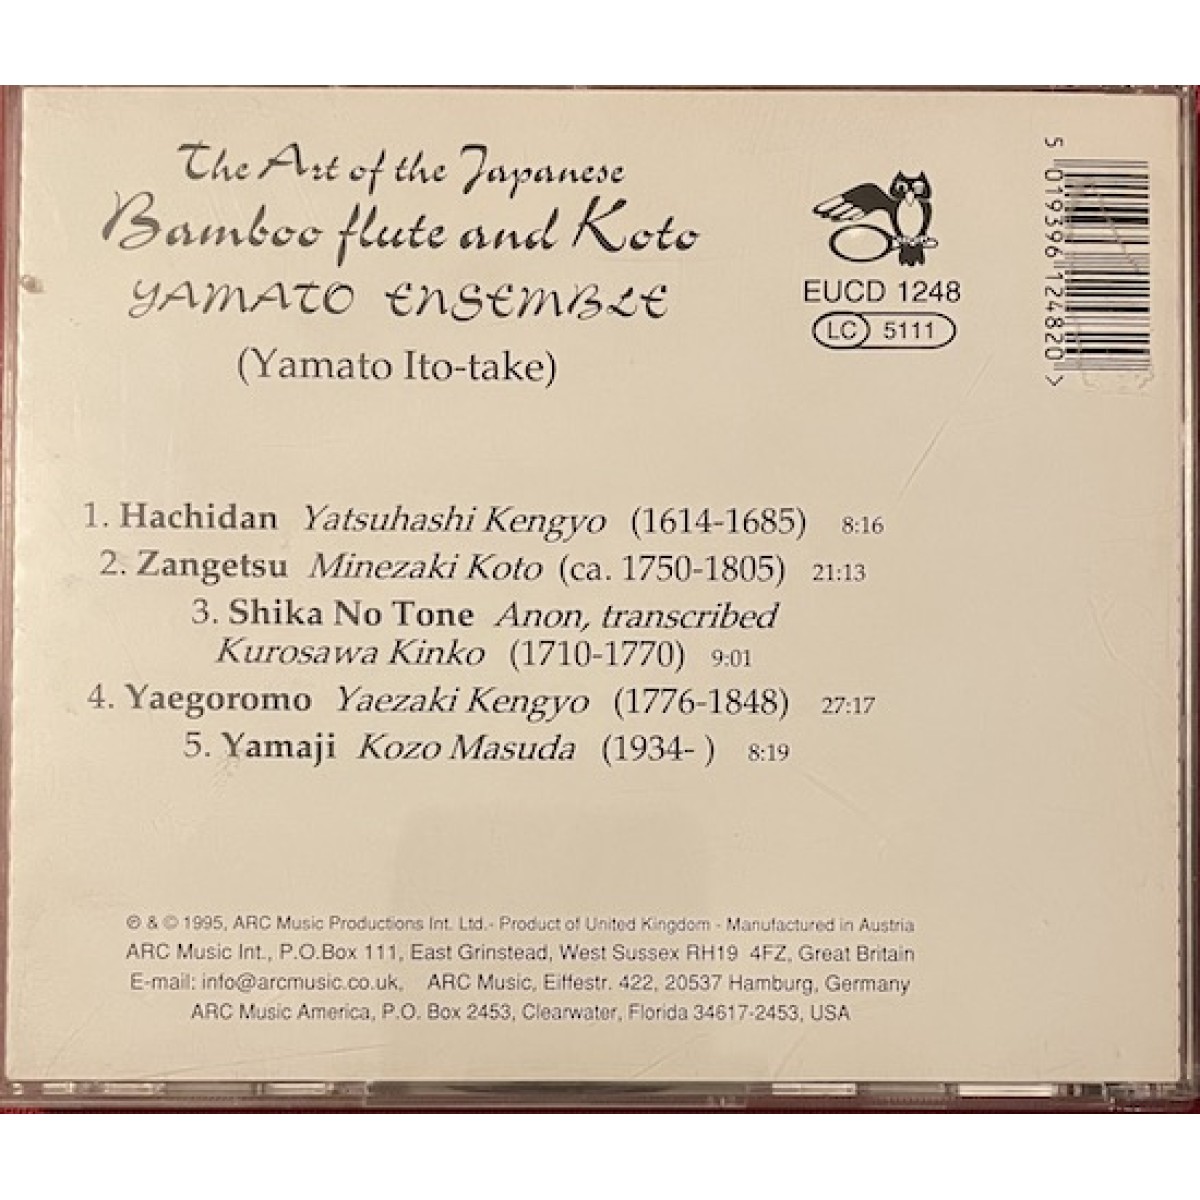 The Art of the Japanese
Bamboo flute and Koto
YAMATO ENSEMBLE
(Yamato Ito-take)
EUCD 1248
LC 5111
5 019396 124820 >
1. Hachidan Yatsuhashi Kengyo (1614-1685) 8:16
2. Zangetsu Minezaki Koto (ca. 1750-1805) 21:13
3. Shika No Tone Anon, transcribed
Kurosawa Kinko (1710-1770) 9:01
4. Yaegoromo Yaezaki Kengyo (1776-1848) 27:17
5. Yamaji Kozo Masuda (1934- ) 8:19
℗ & © 1995, ARC Music Productions Int. Ltd.- Product of United Kingdom - Manufactured in Austria
ARC Music Int., P.O.Box 111, East Grinstead, West Sussex RH19 4FZ, Great Britain
E-mail: info@arcmusic.co.uk, ARC Music, Eiffestr. 422, 20537 Hamburg, Germany
ARC Music America, P.O. Box 2453, Clearwater, Florida 34617-2453, USA